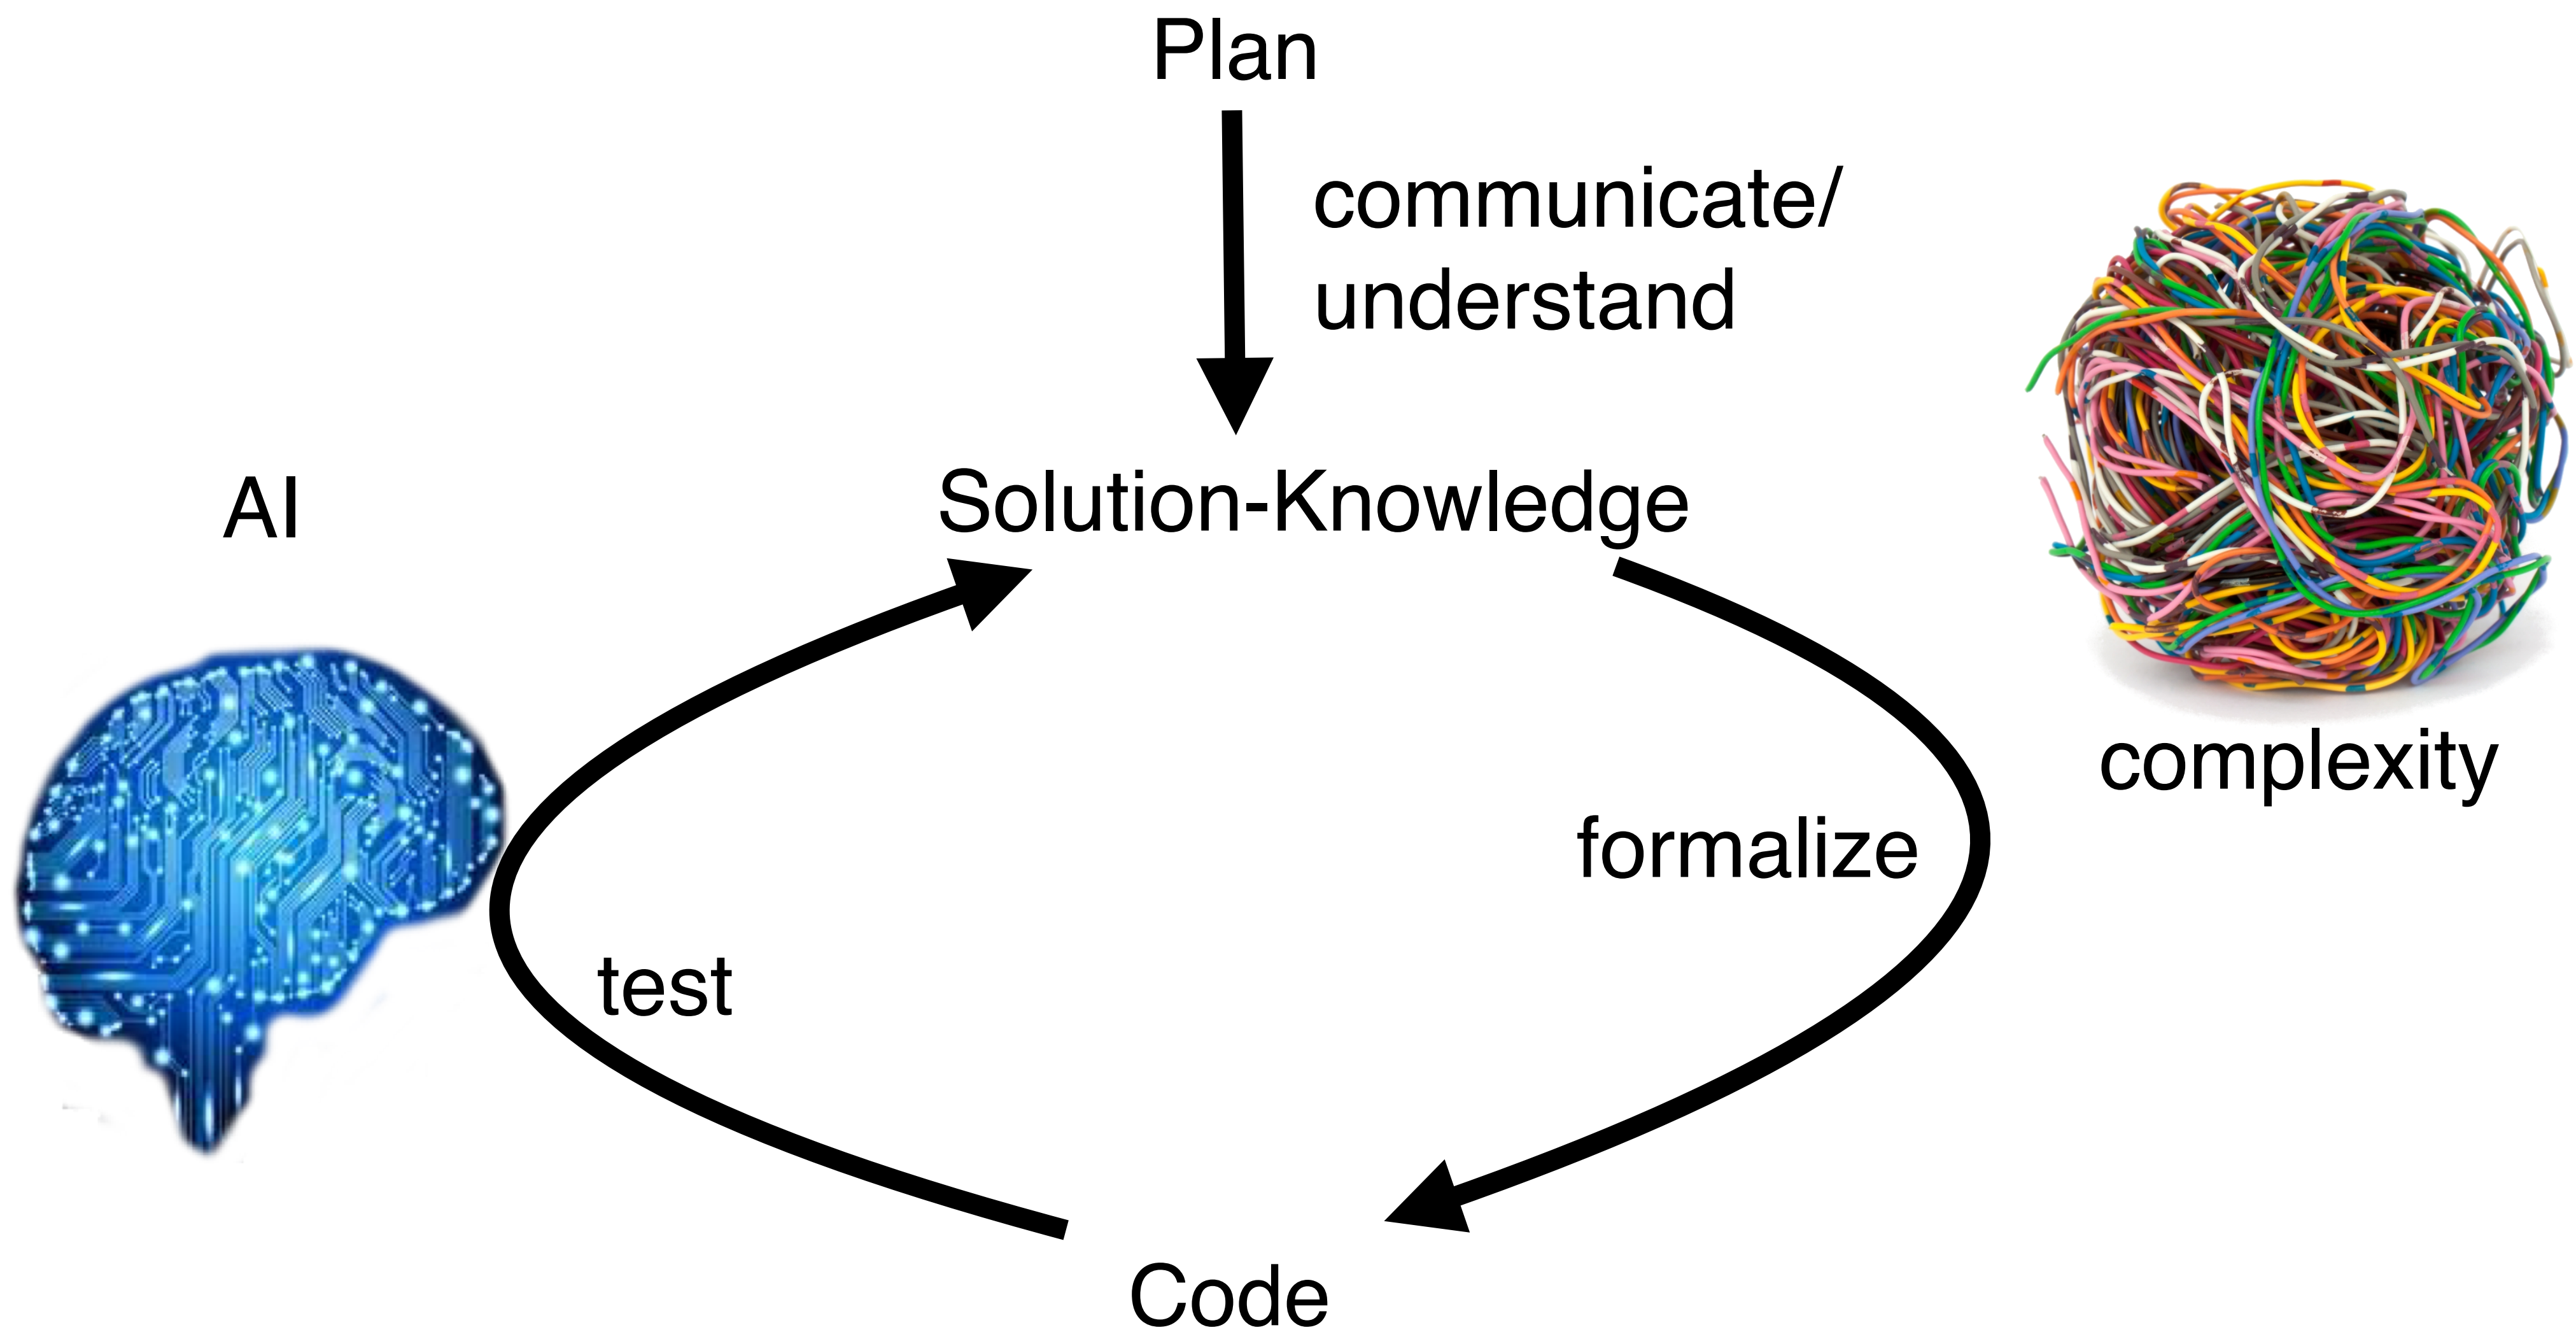 Plan
communicate/
understand
Solution-Knowledge
AI
complexity
formalize
test
Code